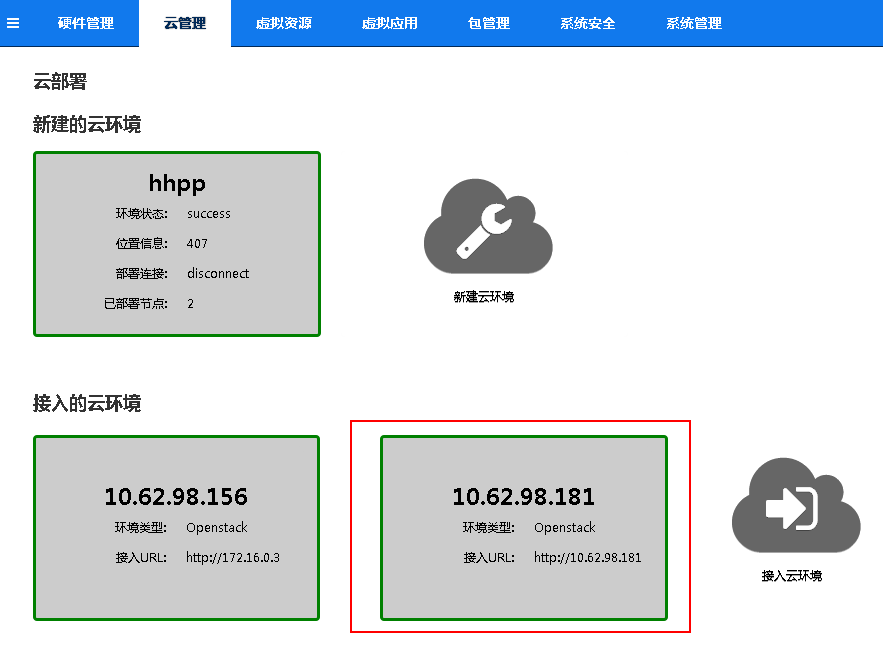 硬件管理 云管理 虚拟资源 虚拟应用 包管理 系统安全 系统管理
云部署
新建的云环境
hhpp
环境状态: success
位置信息: 407
部署连接: disconnect
已部署节点: 2
新建云环境
接入的云环境
10.62.98.156
环境类型: Openstack
接入URL: http://172.16.0.3
10.62.98.181
环境类型: Openstack
接入URL: http://10.62.98.181
接入云环境